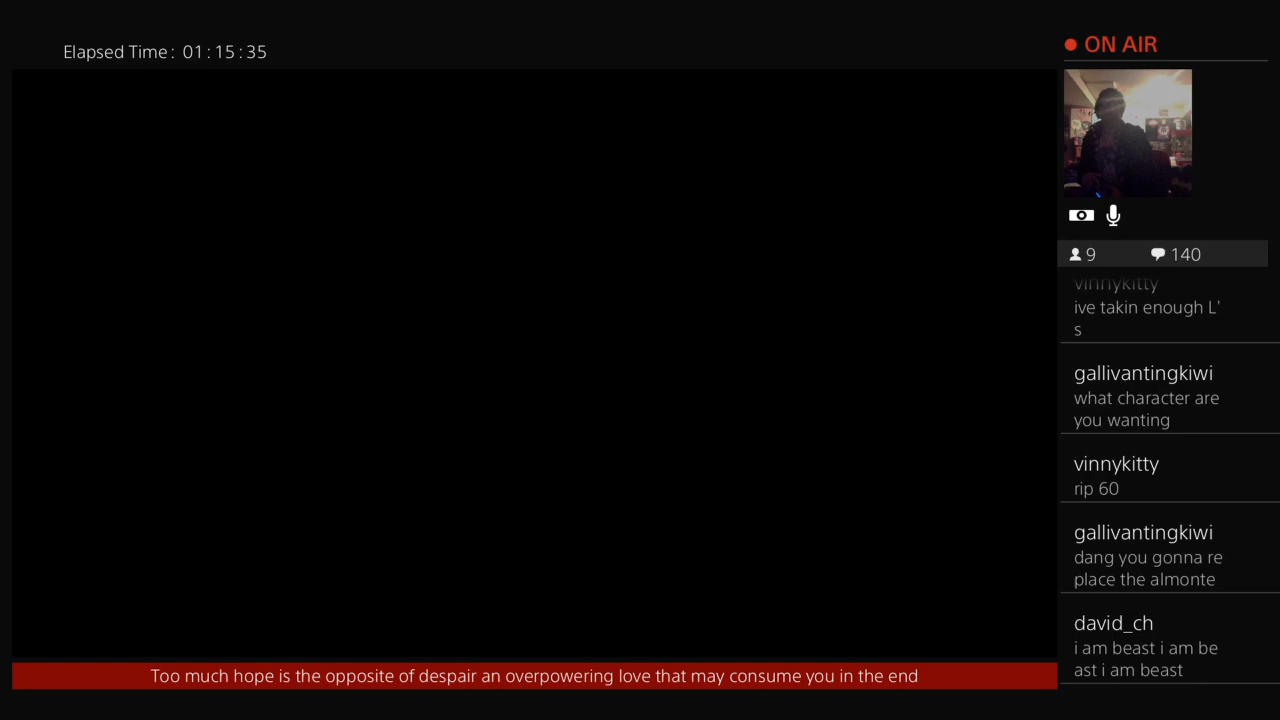 Elapsed Time: 01:15:35
ON AIR
9
140
vinnykitty
ive takin enough L'
s
gallivantingkiwi
what character are
you wanting
vinnykitty
rip 60
gallivantingkiwi
dang you gonna re
place the almonte
david_ch
i am beast i am be
ast i am beast
Too much hope is the opposite of despair an overpowering love that may consume you in the end